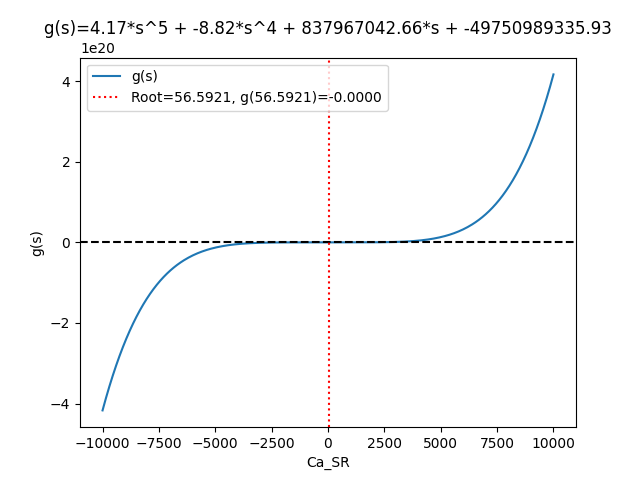 g(s)=4.17*s^5 + -8.82*s^4 + 837967042.66*s + -49750989335.93
1e20
g(s)
Root=56.5921, g(56.5921)=-0.0000
4
2
0
−2
−4
g(s)
−10000 −7500 −5000 −2500 0 2500 5000 7500 10000
Ca_SR